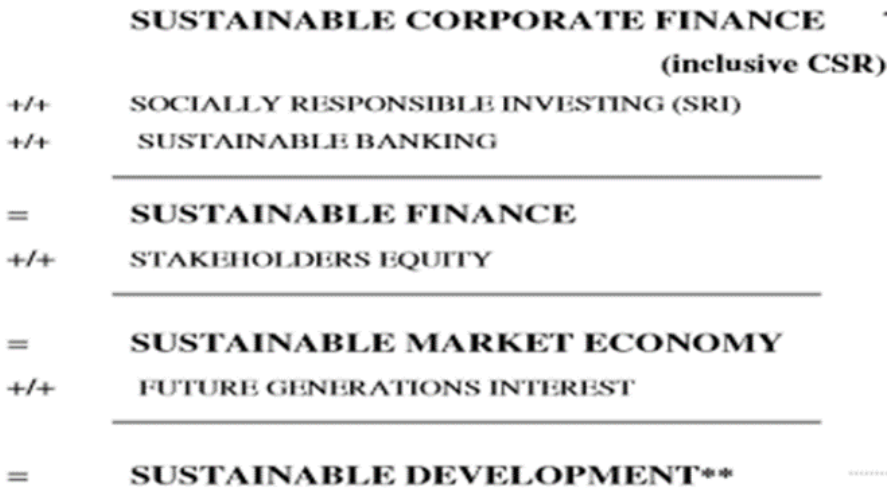 SUSTAINABLE CORPORATE FINANCE
(inclusive CSR)
+/+ SOCIALLY RESPONSIBLE INVESTING (SRI)
+/+ SUSTAINABLE BANKING
= SUSTAINABLE FINANCE
+/+ STAKEHOLDERS EQUITY
= SUSTAINABLE MARKET ECONOMY
+/+ FUTURE GENERATIONS INTEREST
= SUSTAINABLE DEVELOPMENT**